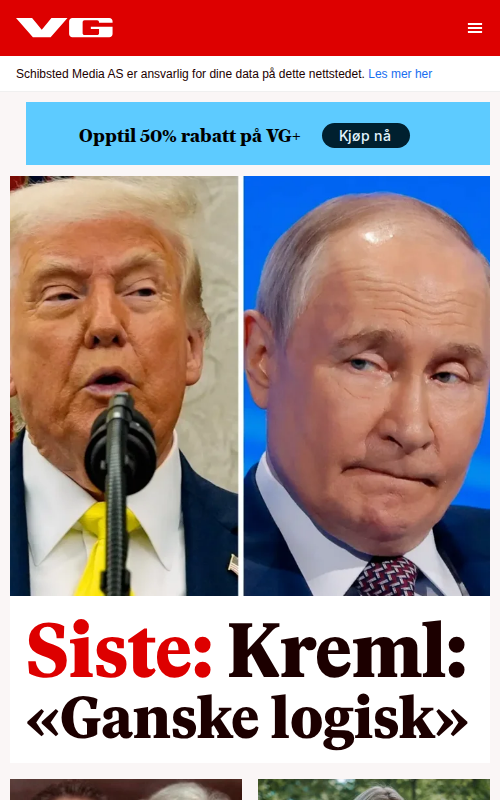 VG
Schibsted Media AS er ansvarlig for dine data på dette nettstedet. Les mer her
Opptil 50% rabatt på VG+ Kjøp nå
Siste: Kreml:
«Ganske logisk»